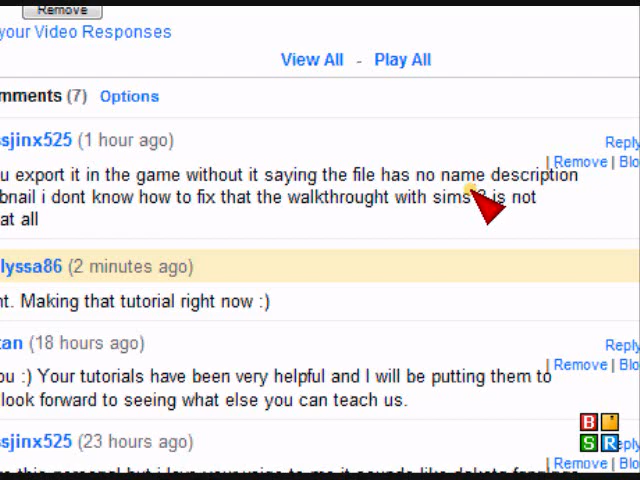 Remove
your Video Responses
View All - Play All
mments (7) Options
sjinx525 (1 hour ago)
Reply
| Remove | Blo
u export it in the game without it saying the file has no name description
bnail i dont know how to fix that the walkthrought with sims is not
at all
lyssa86 (2 minutes ago)
nt. Making that tutorial right now :)
tan (18 hours ago)
Reply
| Remove | Blo
ou :) Your tutorials have been very helpful and I will be putting them to
look forward to seeing what else you can teach us.
sjinx525 (23 hours ago)
eply
| Remove | Blo
B
S R